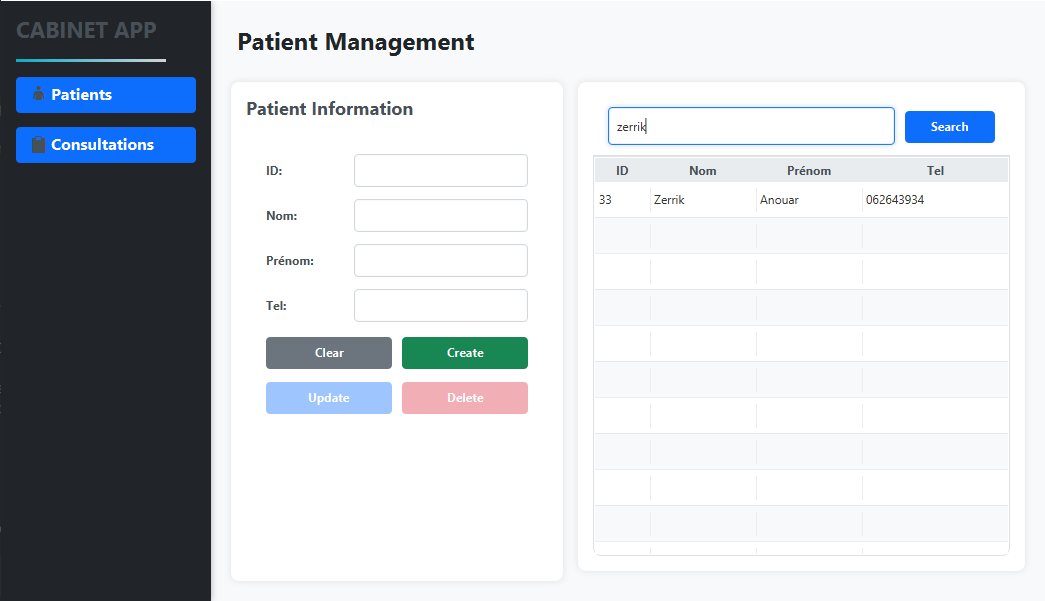 CABINET APP
Patients
Consultations
Patient Management
Patient Information
ID:
Nom:
Prénom:
Tel:
Clear
Create
Update
Delete
zerrik
Search
ID Nom Prénom Tel
33 Zerrik Anouar 062643934